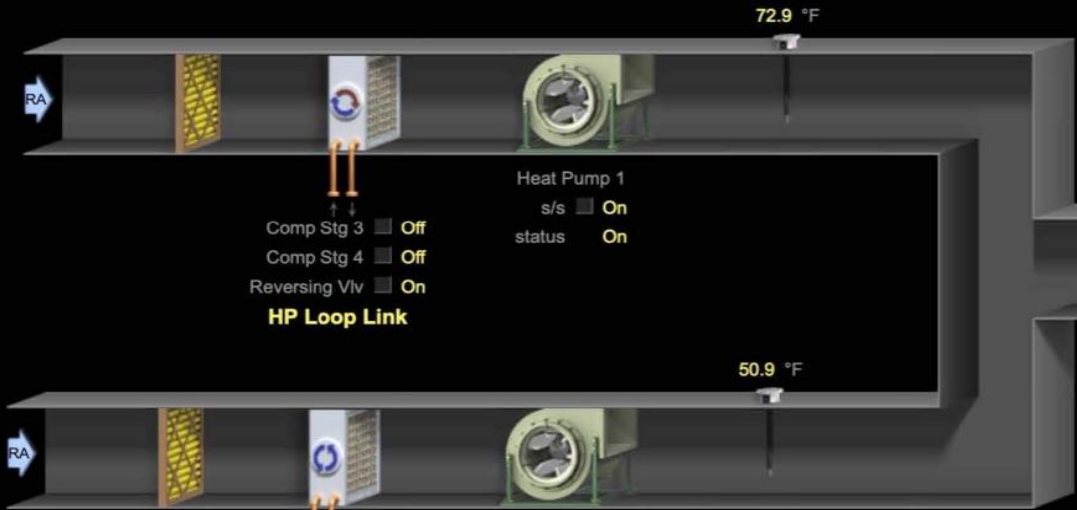 72.9 °F
RA
Heat Pump 1
s/s On
status On
Comp Stg 3 Off
Comp Stg 4 Off
Reversing Vlv On
HP Loop Link
50.9 °F
RA